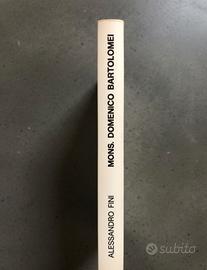 ALESSANDRO FINI
MONS. DOMENICO BARTOLOMEI
subito